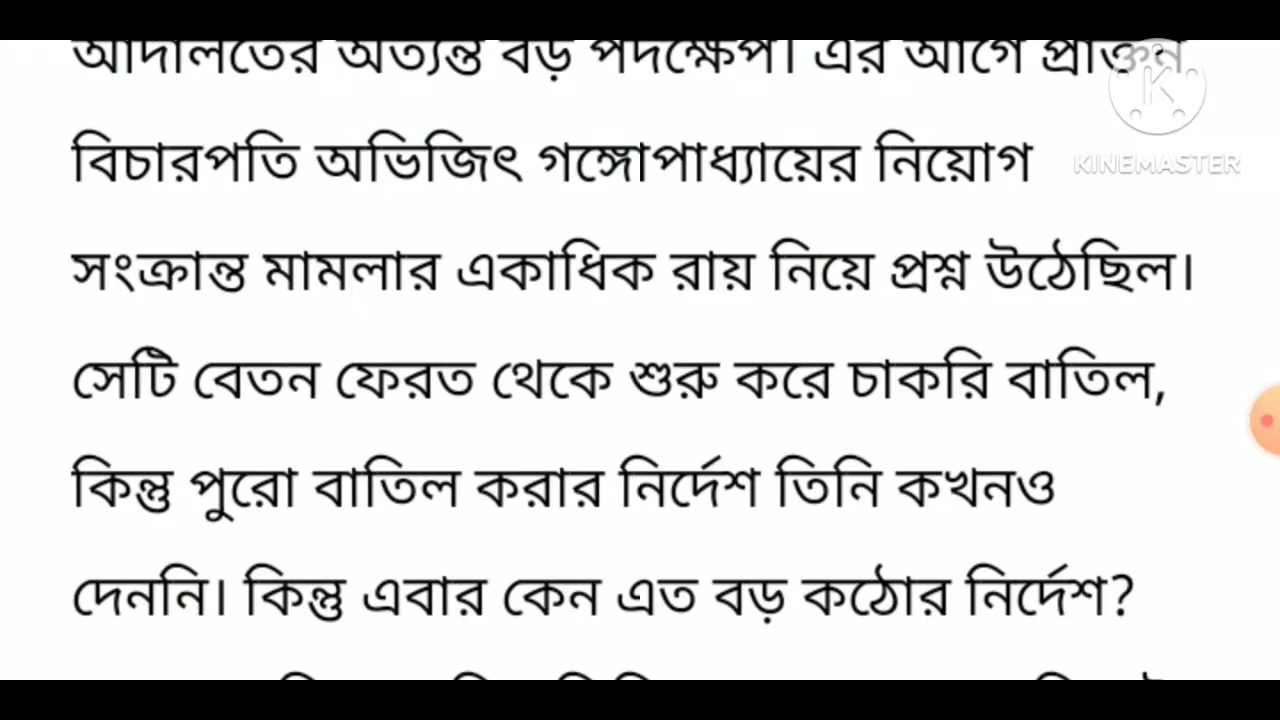 আদালতের অত্যন্ত বড় পদক্ষেপ। এর আগে প্রাক্তন
বিচারপতি অভিজিৎ গঙ্গোপাধ্যায়ের নিয়োগ
সংক্রান্ত মামলার একাধিক রায় নিয়ে প্রশ্ন উঠেছিল।
সেটি বেতন ফেরত থেকে শুরু করে চাকরি বাতিল,
কিন্তু পুরো বাতিল করার নির্দেশ তিনি কখনও
দেননি। কিন্তু এবার কেন এত বড় কঠোর নির্দেশ?
K
KINEMASTER